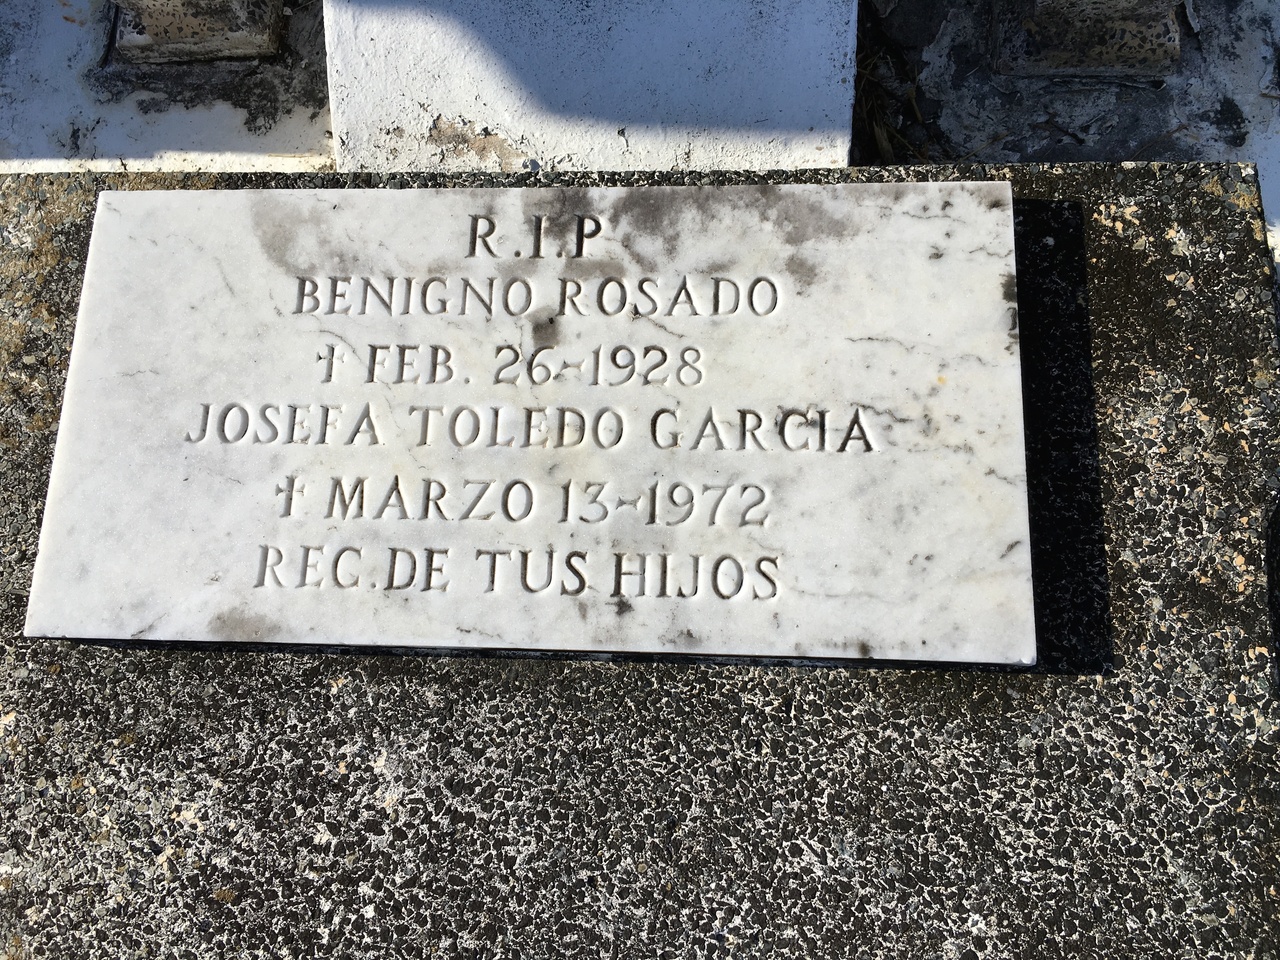 R.I.P
BENIGNO ROSADO
✝ FEB. 26-1928
JOSEFA TOLEDO GARCIA
✝ MARZO 13-1972
REC. DE TUS HIJOS